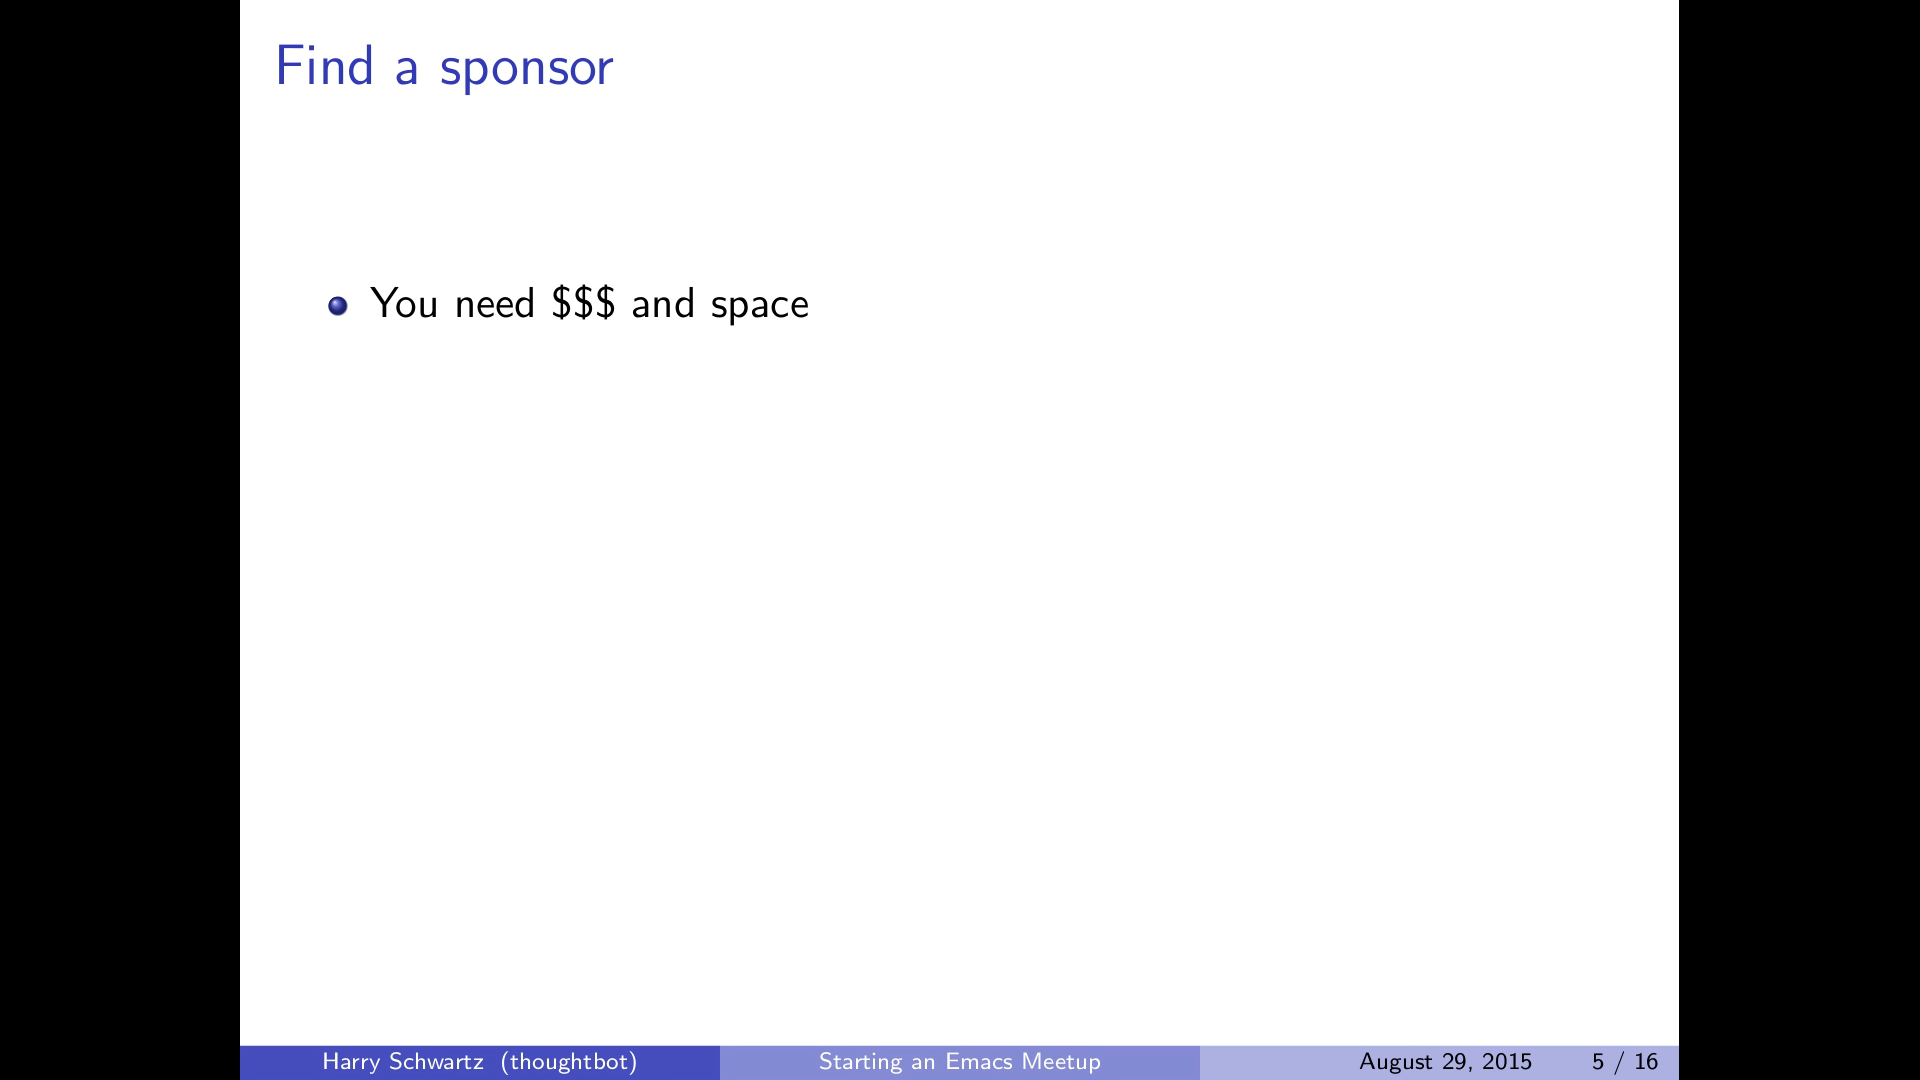 Find a sponsor
You need $$$ and space
Harry Schwartz (thoughtbot) Starting an Emacs Meetup August 29, 2015 5 / 16